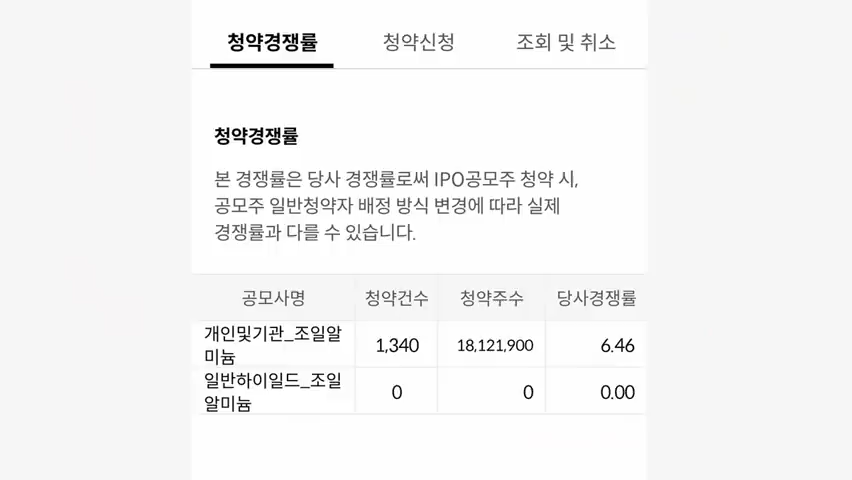 청약경쟁률 청약신청 조회 및 취소
청약경쟁률
본 경쟁률은 당사 경쟁률로써 IPO공모주 청약 시,
공모주 일반청약자 배정 방식 변경에 따라 실제
경쟁률과 다를 수 있습니다.
공모사명 청약건수 청약주수 당사경쟁률
개인및기관_조일알
미늄 1,340 18,121,900 6.46
일반하이일드_조일
알미늄 0 0 0.00